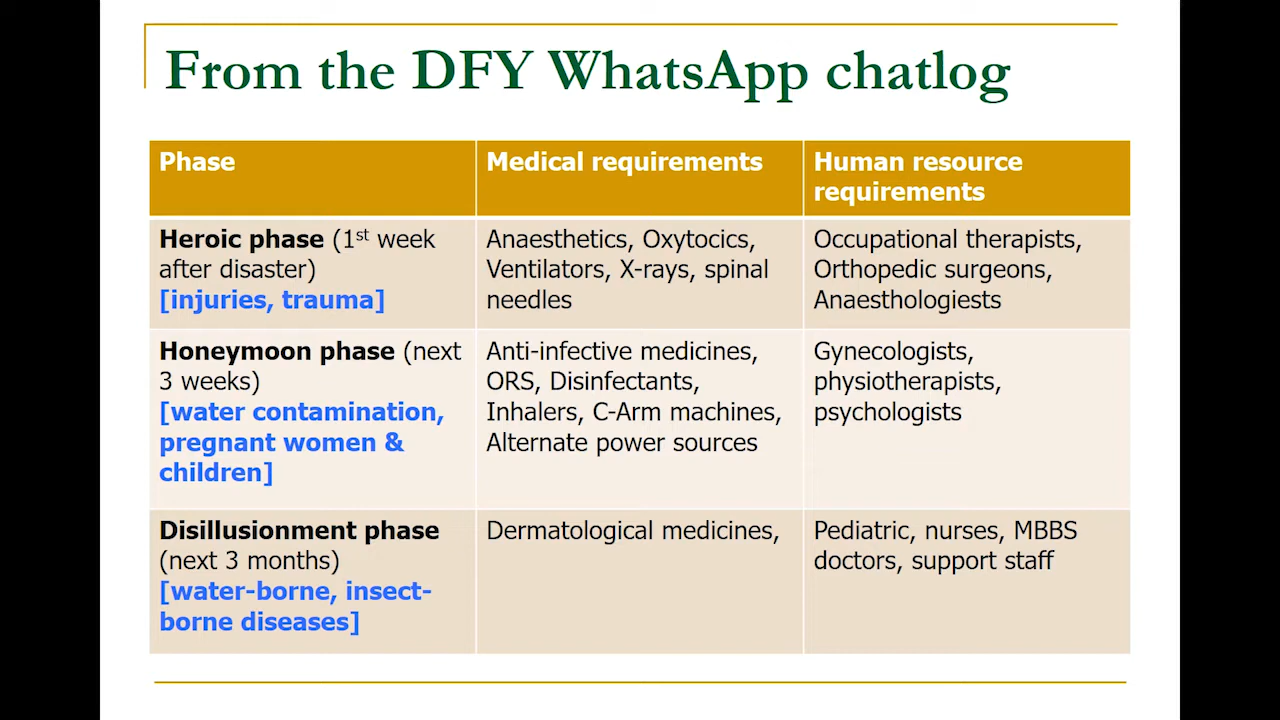 From the DFY WhatsApp chatlog
Phase
Medical requirements
Human resource
requirements
Heroic phase (1st week
after disaster)
[injuries, trauma]
Anaesthetics, Oxytocics,
Ventilators, X-rays, spinal
needles
Occupational therapists,
Orthopedic surgeons,
Anaesthologiests
Honeymoon phase (next
3 weeks)
[water contamination,
pregnant women &
children]
Anti-infective medicines,
ORS, Disinfectants,
Inhalers, C-Arm machines,
Alternate power sources
Gynecologists,
physiotherapists,
psychologists
Disillusionment phase
(next 3 months)
[water-borne, insect-
borne diseases]
Dermatological medicines,
Pediatric, nurses, MBBS
doctors, support staff